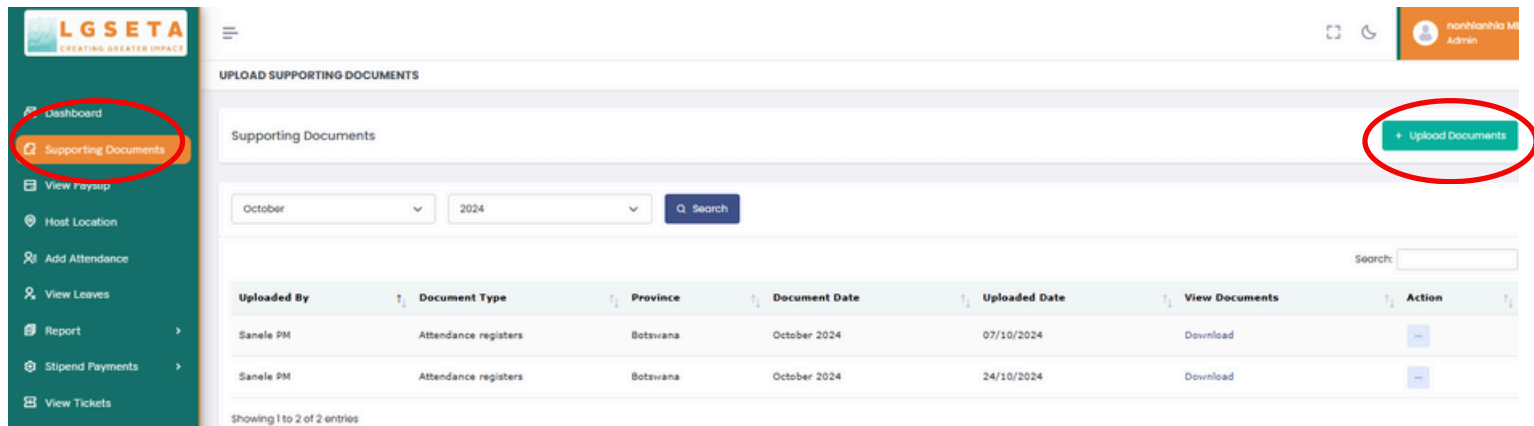 LGSETA
CREATING GREATER IMPACT
nonhlanhla
Admin
UPLOAD SUPPORTING DOCUMENTS
Dashboard
Supporting Documents
View Payslip
Host Location
Add Attendance
View Leaves
Report
Stipend Payments
View Tickets
Supporting Documents
+ Upload Documents
October 2024 Search
Search:
Uploaded By Document Type Province Document Date Uploaded Date View Documents Action
Sanele PM Attendance registers Botswana October 2024 07/10/2024 Download ...
Sanele PM Attendance registers Botswana October 2024 24/10/2024 Download ...
Showing 1 to 2 of 2 entries